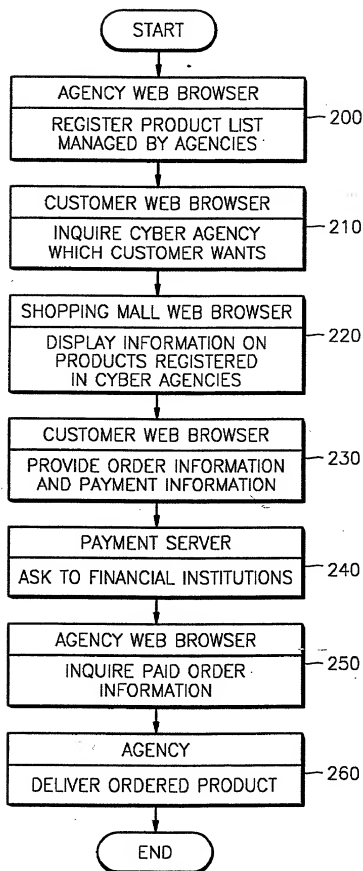 START
AGENCY WEB BROWSER
REGISTER PRODUCT LIST
MANAGED BY AGENCIES
200
CUSTOMER WEB BROWSER
INQUIRE CYBER AGENCY
WHICH CUSTOMER WANTS
210
SHOPPING MALL WEB BROWSER
DISPLAY INFORMATION ON
PRODUCTS REGISTERED
IN CYBER AGENCIES
220
CUSTOMER WEB BROWSER
PROVIDE ORDER INFORMATION
AND PAYMENT INFORMATION
230
PAYMENT SERVER
ASK TO FINANCIAL INSTITUTIONS
240
AGENCY WEB BROWSER
INQUIRE PAID ORDER
INFORMATION
250
AGENCY
DELIVER ORDERED PRODUCT
260
END